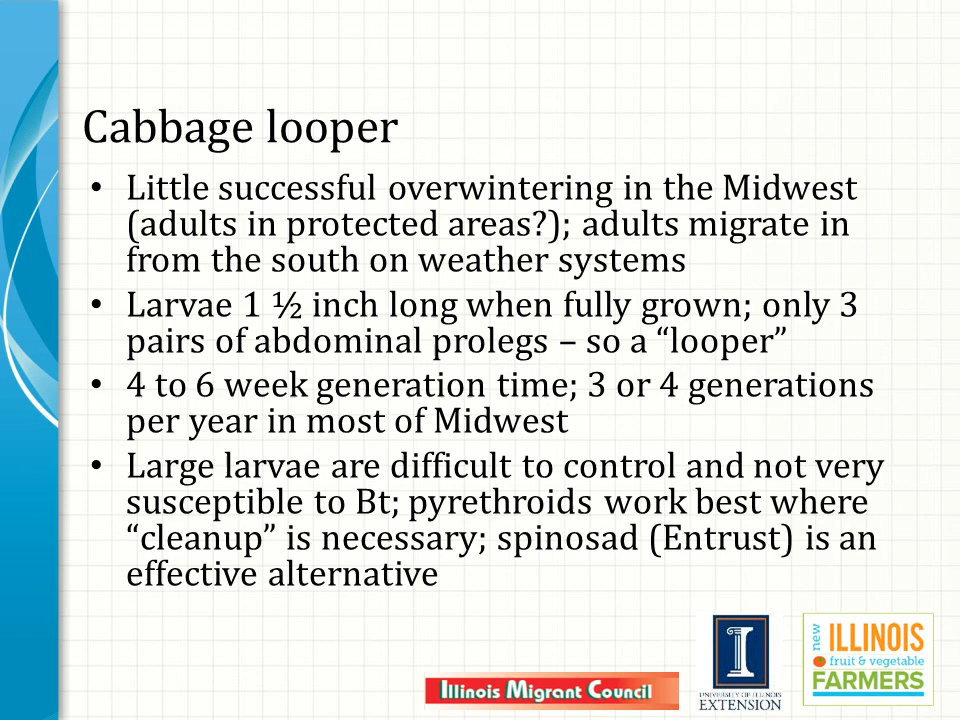 Cabbage looper
• Little successful overwintering in the Midwest
(adults in protected areas?); adults migrate in
from the south on weather systems
• Larvae 1 ½ inch long when fully grown; only 3
pairs of abdominal prolegs – so a “looper”
• 4 to 6 week generation time; 3 or 4 generations
per year in most of Midwest
• Large larvae are difficult to control and not very
susceptible to Bt; pyrethroids work best where
“cleanup” is necessary; spinosad (Entrust) is an
effective alternative
Illinois Migrant Council
I
UNIVERSITY OF ILLINOIS
EXTENSION
new
ILLINOIS
fruit & vegetable
FARMERS